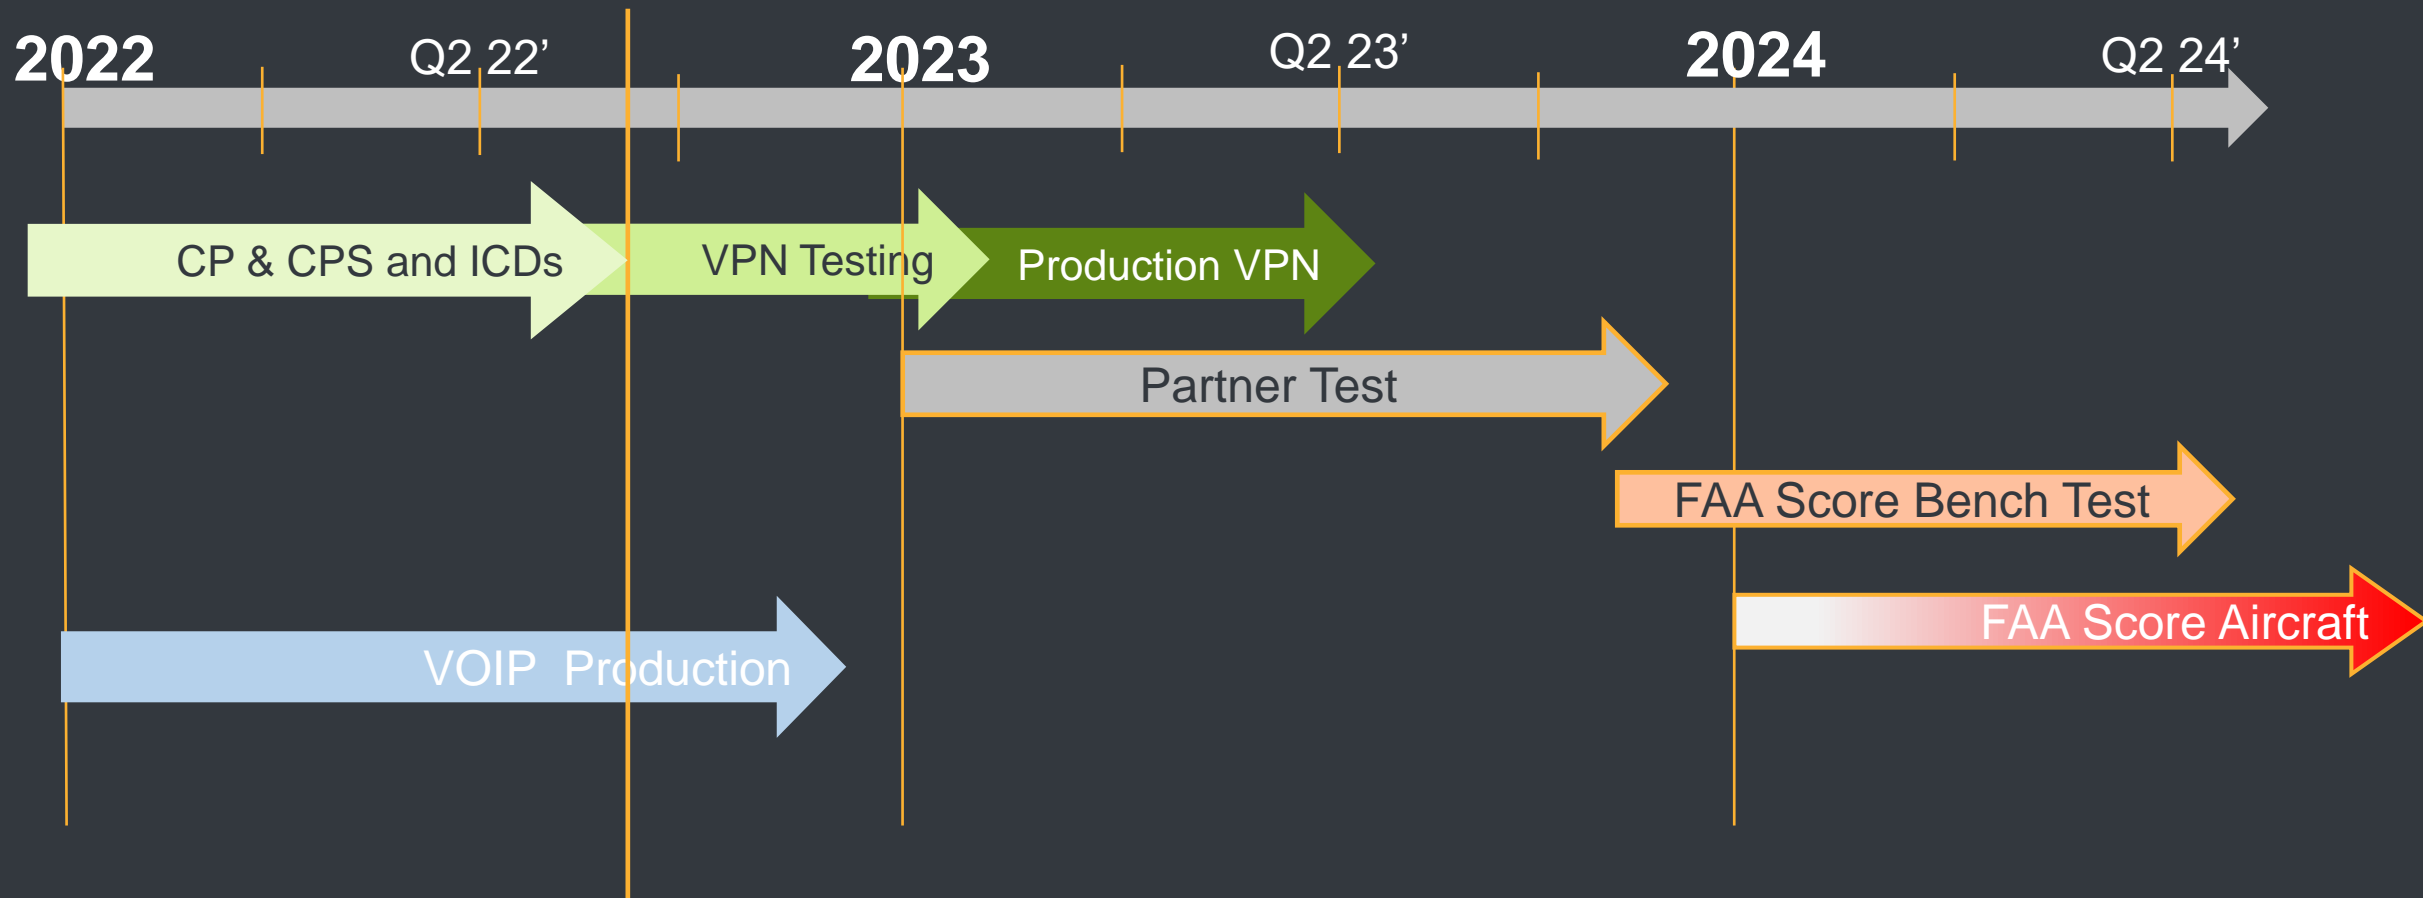 2022
Q2 22’
2023
Q2 23’
2024
Q2 24’
CP & CPS and ICDs
VPN Testing
Production VPN
Partner Test
FAA Score Bench Test
FAA Score Aircraft
VOIP  Production